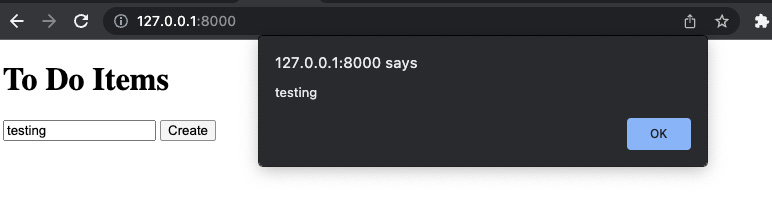 127.0.0.1:8000
127.0.0.1:8000 says
testing
OK
To Do Items
testing Create